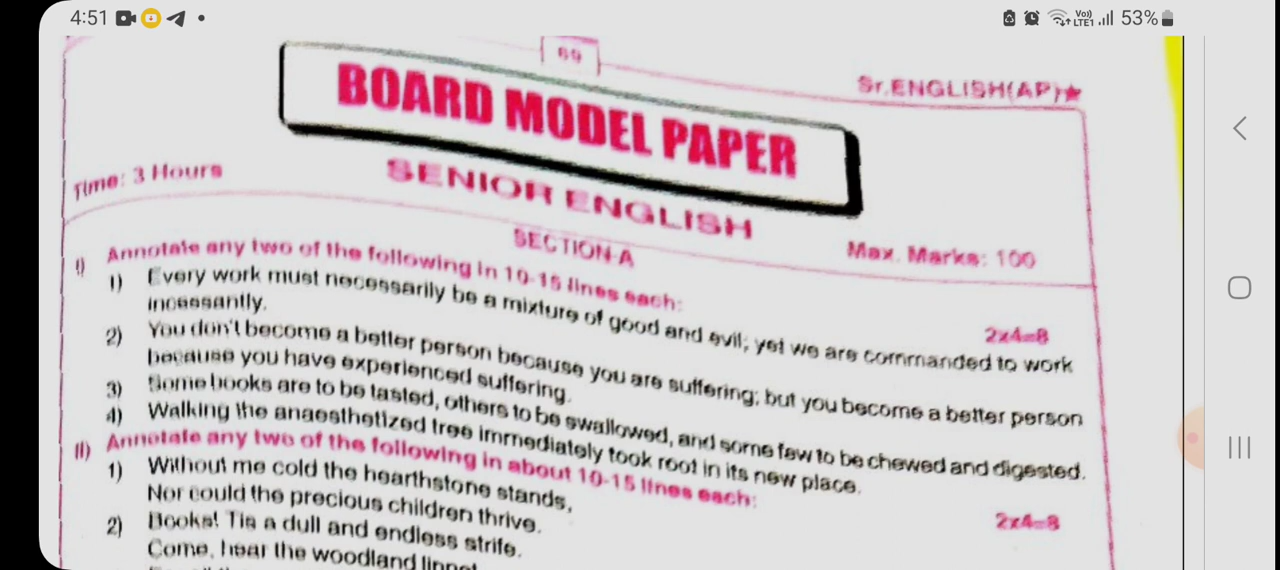 4:51
Vo)) LTE1 53%
69
Sr.ENGLISH(AP)★
BOARD MODEL PAPER
Time: 3 Hours
SENIOR ENGLISH
Max. Marks: 100
SECTION-A
I) Annotate any two of the following in 10-15 lines each: 2x4=8
1) Every work must necessarily be a mixture of good and evil; yet we are commanded to work
incessantly.
2) You don't become a better person because you are suffering; but you become a better person
because you have experienced suffering.
3) Some books are to be tasted, others to be swallowed, and some few to be chewed and digested.
4) Walking the anaesthetized tree immediately took root in its new place.
II) Annotate any two of the following in about 10-15 lines each: 2x4=8
1) Without me cold the hearthstone stands,
Nor could the precious children thrive.
2) Books! Tis a dull and endless strife.
Come, hear the woodland linnet